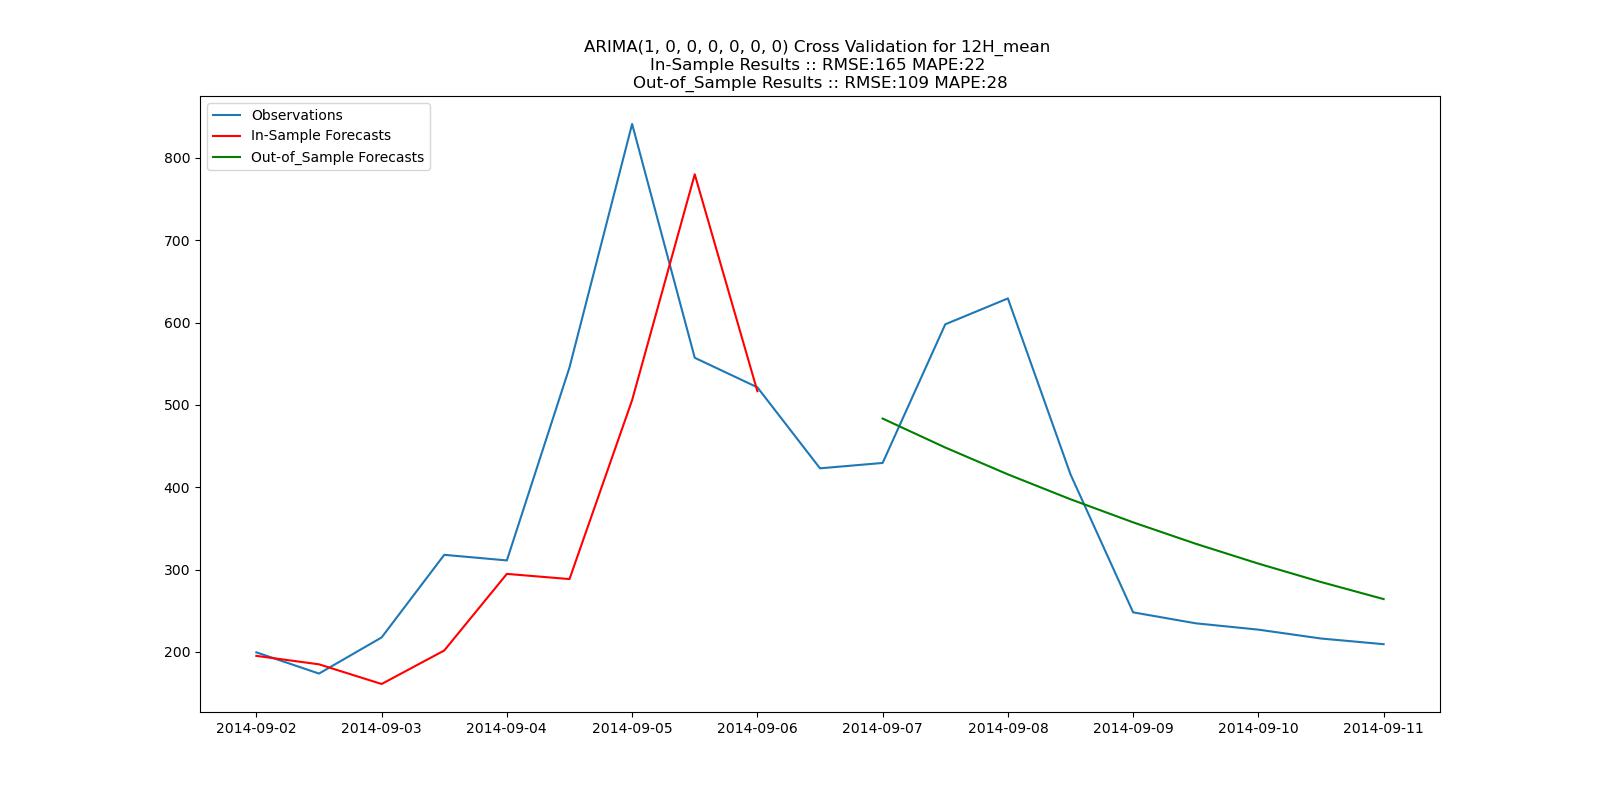 ARIMA(1, 0, 0, 0, 0, 0, 0) Cross Validation for 12H_mean
In-Sample Results :: RMSE:165 MAPE:22
Out-of_Sample Results :: RMSE:109 MAPE:28
Observations
In-Sample Forecasts
Out-of_Sample Forecasts
800
700
600
500
400
300
200
2014-09-02 2014-09-03 2014-09-04 2014-09-05 2014-09-06 2014-09-07 2014-09-08 2014-09-09 2014-09-10 2014-09-11